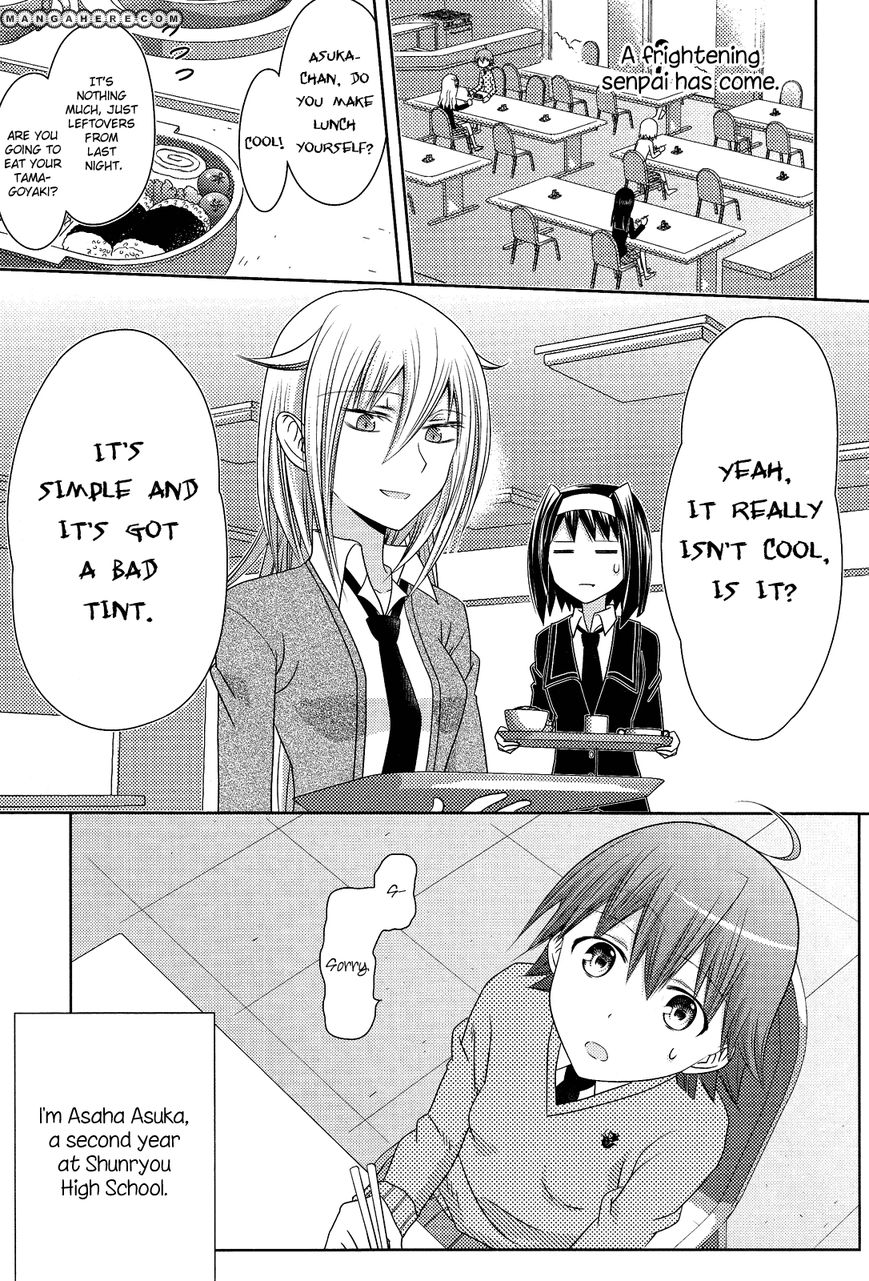 MANGAHERE.COM
A frightening
senpai has come.
ASUKA-
CHAN, DO
YOU MAKE
LUNCH
YOURSELF?
COOL!
IT'S
NOTHING
MUCH, JUST
LEFTOVERS
FROM
LAST
NIGHT.
ARE YOU
GOING TO
EAT YOUR
TAMA-
GOYAKI?
YEAH,
IT REALLY
ISN'T COOL,
IS IT?
IT'S
SIMPLE AND
IT'S GOT
A BAD
TINT.
S
Sorry.
I'm Asaha Asuka,
a second year
at Shunryou
High School.